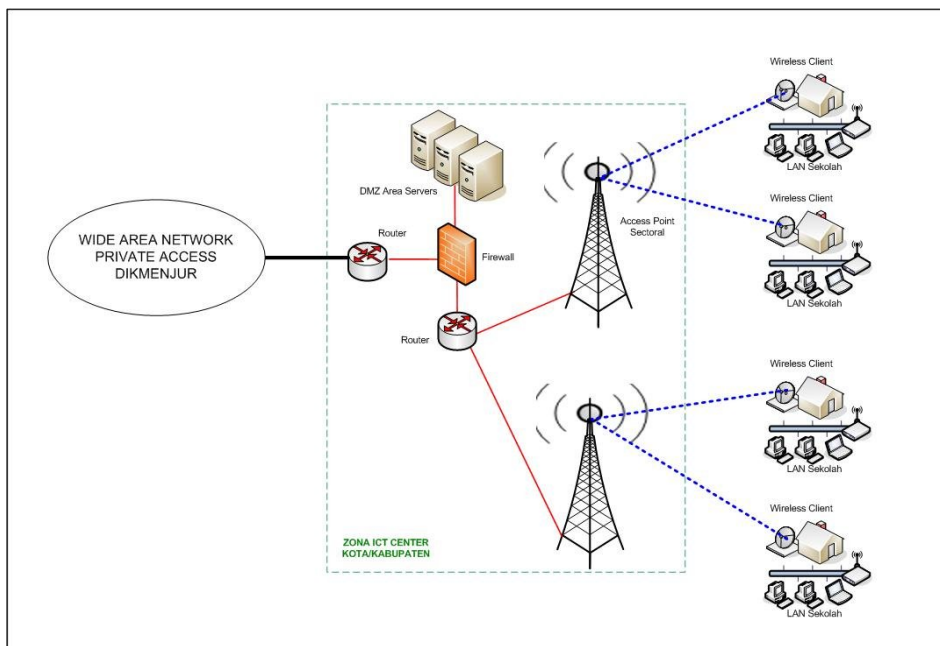 WIDE AREA NETWORK
PRIVATE ACCESS
DIKMENJUR
Router
DMZ Area Servers
Firewall
Router
Access Point
Sectoral
ZONA ICT CENTER
KOTA/KABUPATEN
Wireless Client
LAN Sekolah
Wireless Client
LAN Sekolah
Wireless Client
LAN Sekolah
Wireless Client
LAN Sekolah